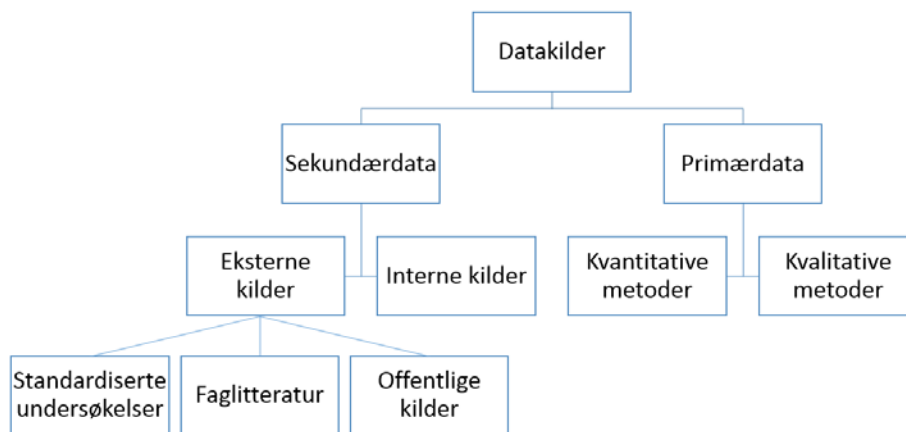 Datakilder
Sekundærdata
Primærdata
Eksterne
kilder
Interne kilder
Kvantitative
metoder
Kvalitative
metoder
Standardiserte
undersøkelser
Faglitteratur
Offentlige
kilder